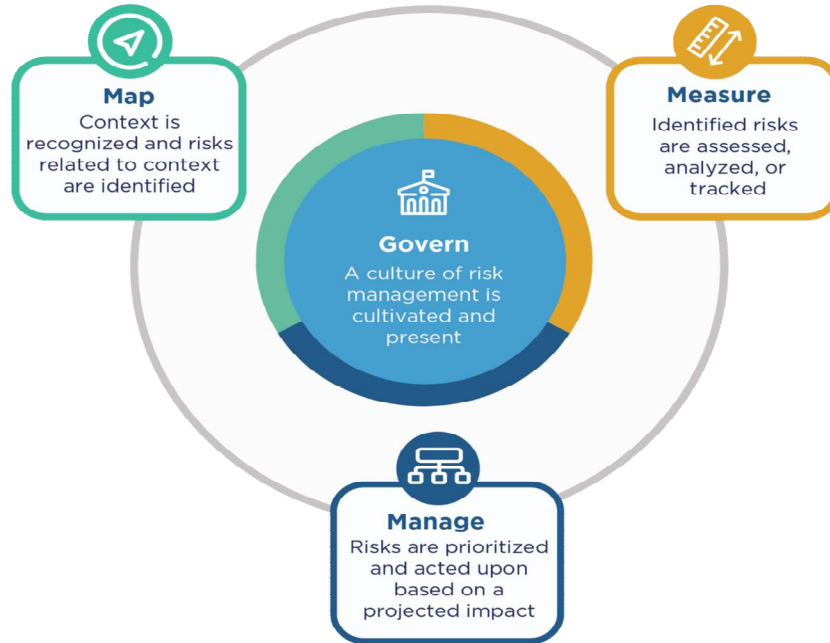 Map
Context is
recognized and risks
related to context
are identified
Measure
Identified risks
are assessed,
analyzed, or
tracked
Govern
A culture of risk
management is
cultivated and
present
Manage
Risks are prioritized
and acted upon
based on a
projected impact